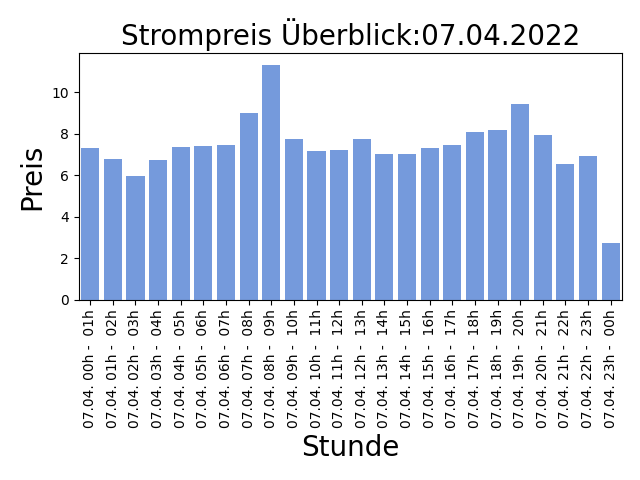 Strompreis Überblick:07.04.2022
Preis
10
8
6
4
2
0
07.04. 00h -   01h
07.04. 01h -   02h
07.04. 02h -   03h
07.04. 03h -   04h
07.04. 04h -   05h
07.04. 05h -   06h
07.04. 06h -   07h
07.04. 07h -   08h
07.04. 08h -   09h
07.04. 09h -   10h
07.04. 10h -   11h
07.04. 11h -   12h
07.04. 12h -   13h
07.04. 13h -   14h
07.04. 14h -   15h
07.04. 15h -   16h
07.04. 16h -   17h
07.04. 17h -   18h
07.04. 18h -   19h
07.04. 19h -   20h
07.04. 20h -   21h
07.04. 21h -   22h
07.04. 22h -   23h
07.04. 23h -   00h
Stunde